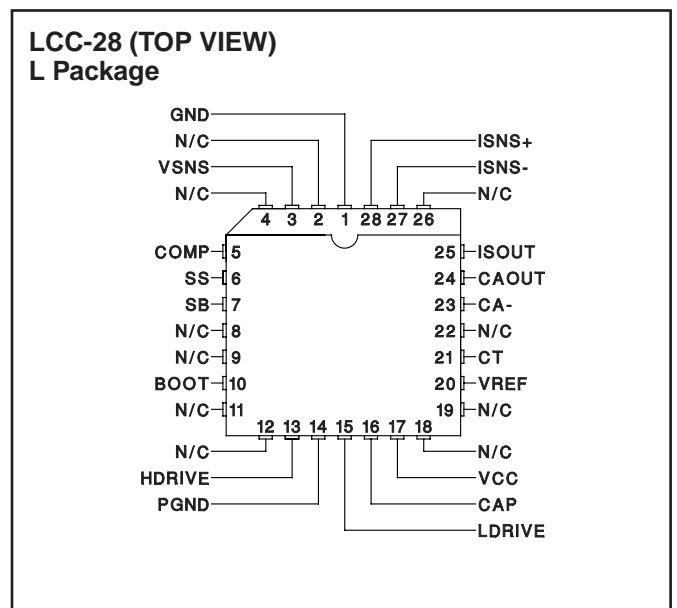 LCC-28 (TOP VIEW)
L Package
GND
N/C
VSNS
N/C
ISNS+
ISNS-
N/C
4 3 2 1 28 27 26
COMP 5
SS 6
SB 7
N/C 8
N/C 9
BOOT 10
N/C 11
25 ISOUT
24 CAOUT
23 CA-
22 N/C
21 CT
20 VREF
19 N/C
12 13 14 15 16 17 18
N/C
HDRIVE
PGND
N/C
VCC
CAP
LDRIVE